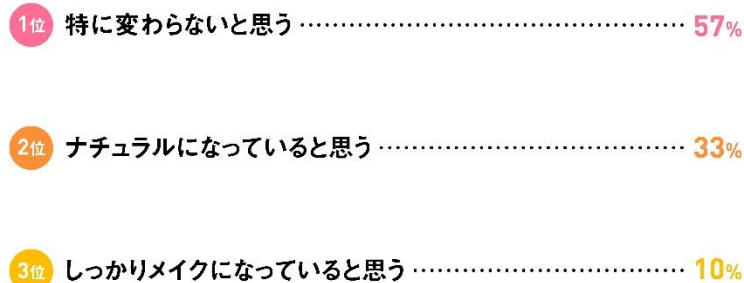 1位 特に変わらないと思う ……………………………………… 57%
2位 ナチュラルになっていると思う ……………………………… 33%
3位 しっかりメイクになっていると思う ………………………… 10%